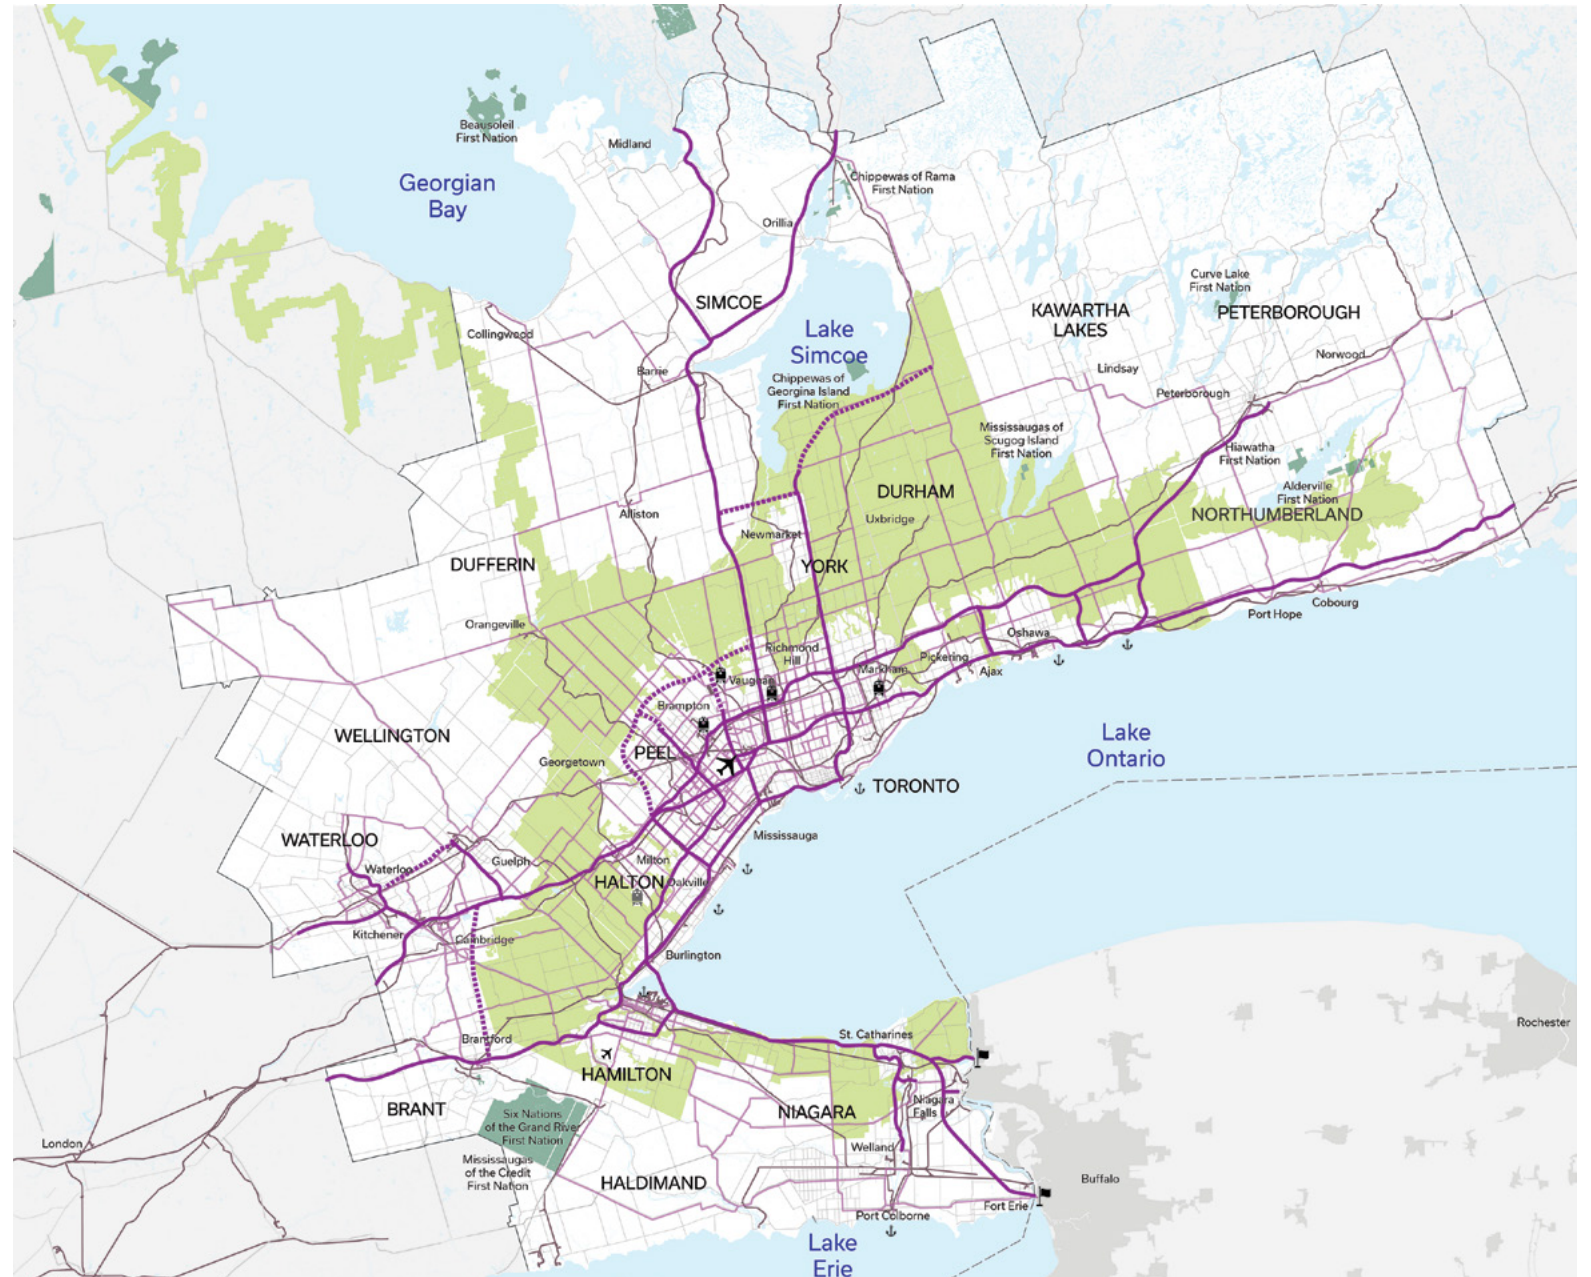 Beausoleil
First Nation
Midland
Georgian
Bay
Chippewas of Rama
First Nation
Orillia
Curve Lake
First Nation
SIMCOE
KAWARTHA
LAKES
PETERBOROUGH
Collingwood
Lake
Simcoe
Norwood
Barrie
Lindsay
Chippewas of
Georgina Island
First Nation
Peterborough
Mississaugas of
Scugog Island
First Nation
Hiawatha
First Nation
Alderville
First Nation
DURHAM
Alliston
Uxbridge
NORTHUMBERLAND
Newmarket
DUFFERIN
YORK
Orangeville
Port Hope
Cobourg
Oshawa
Richmond
Hill
Pickering
Markham
Ajax
Vaughan
Brampton
WELLINGTON
Lake
Ontario
PEEL
Georgetown
TORONTO
Mississauga
WATERLOO
Waterloo
Guelph
Milton
HALTON
Oakville
Kitchener
Cambridge
Burlington
Rochester
Brantford
St. Catharines
HAMILTON
BRANT
Niagara
Falls
NIAGARA
Six Nations
of the Grand River
First Nation
London
Welland
Mississaugas
of the Credit
First Nation
HALDIMAND
Buffalo
Fort Erie
Port Colborne
Lake
Erie